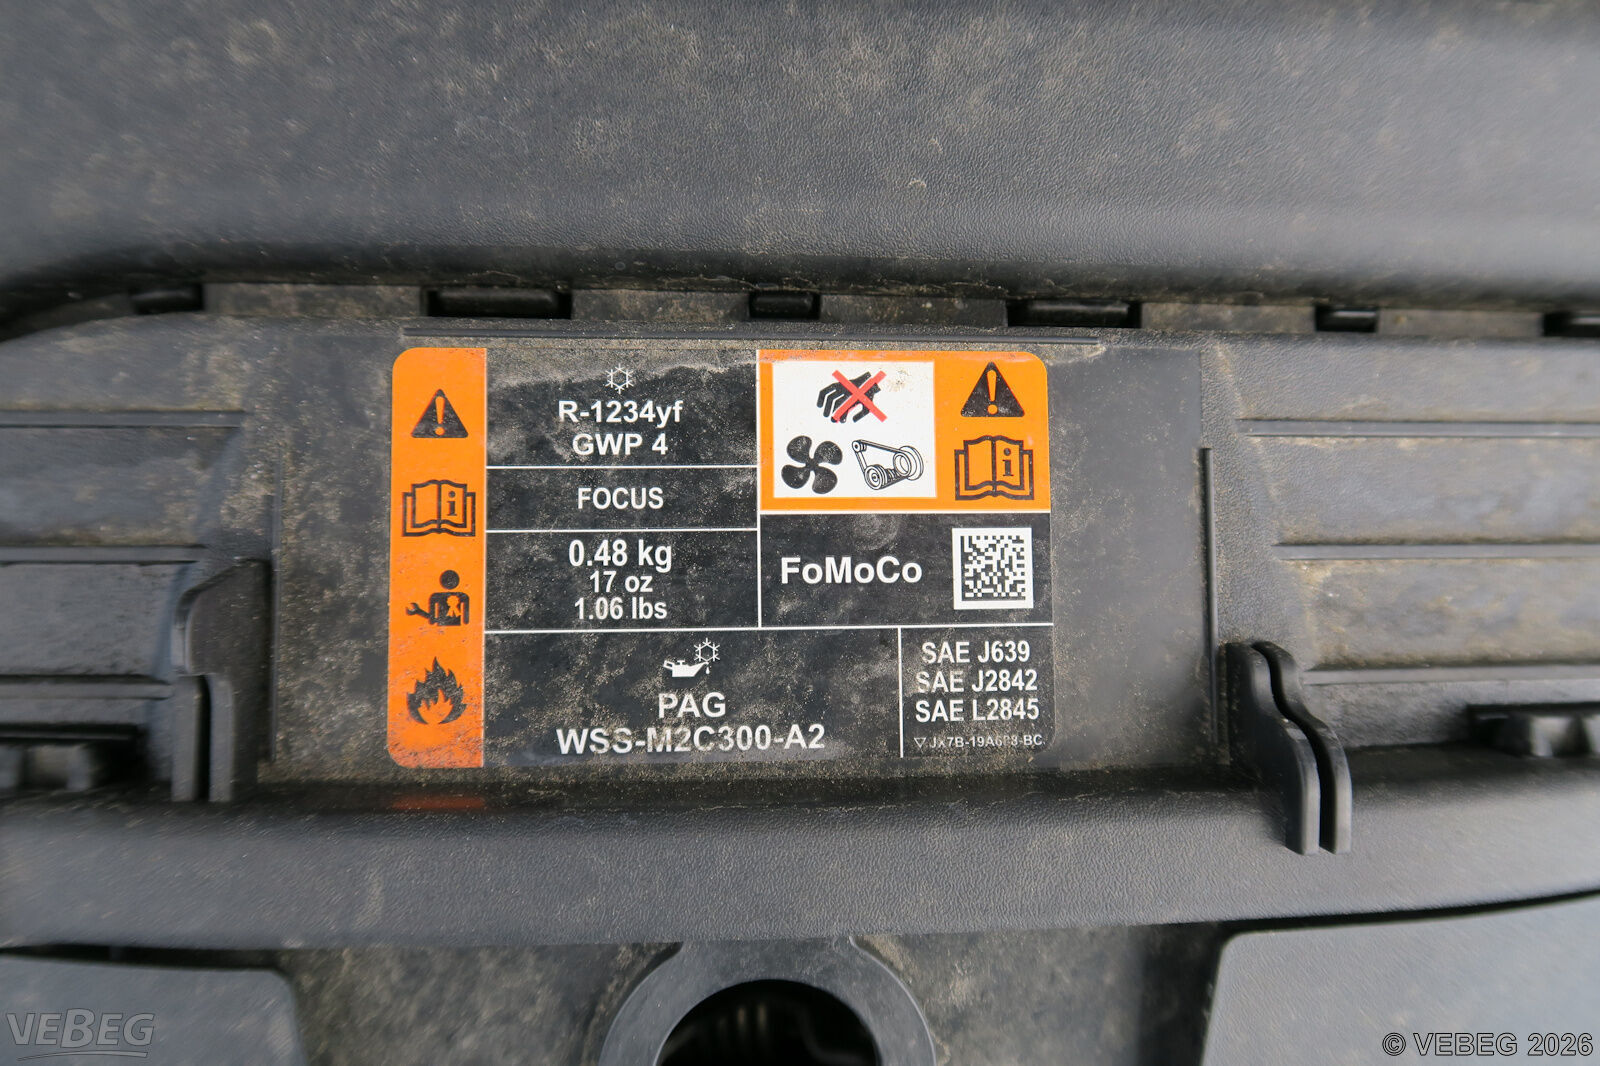 R-1234yf
GWP 4
FOCUS
0.48 kg
17 oz
1.06 lbs
FoMoCo
PAG
WSS-M2C300-A2
SAE J639
SAE J2842
SAE L2845
VEBEG
© VEBEG 2026